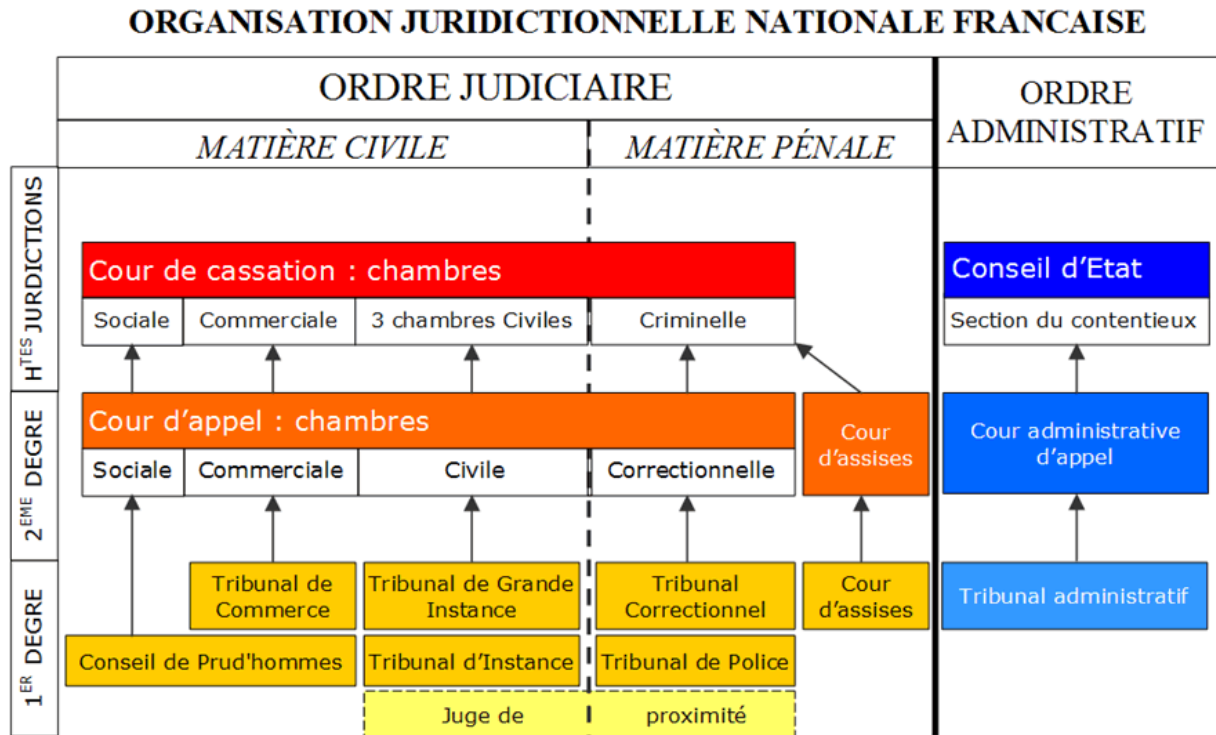 ORGANISATION JURIDICTIONNELLE NATIONALE FRANCAISE
ORDRE JUDICIAIRE
ORDRE
ADMINISTRATIF
MATIÈRE CIVILE
MATIÈRE PÉNALE
HTES JURDICTIONS
Cour de cassation : chambres
Conseil d'Etat
Sociale
Commerciale
3 chambres Civiles
Criminelle
Section du contentieux
2EME DEGRE
Cour d'appel : chambres
Cour
d'assises
Cour administrative
d'appel
Sociale
Commerciale
Civile
Correctionnelle
1ER DEGRE
Tribunal de
Commerce
Tribunal de Grande
Instance
Tribunal
Correctionnel
Cour
d'assises
Tribunal administratif
Conseil de Prud'hommes
Tribunal d'Instance
Tribunal de Police
Juge de proximité